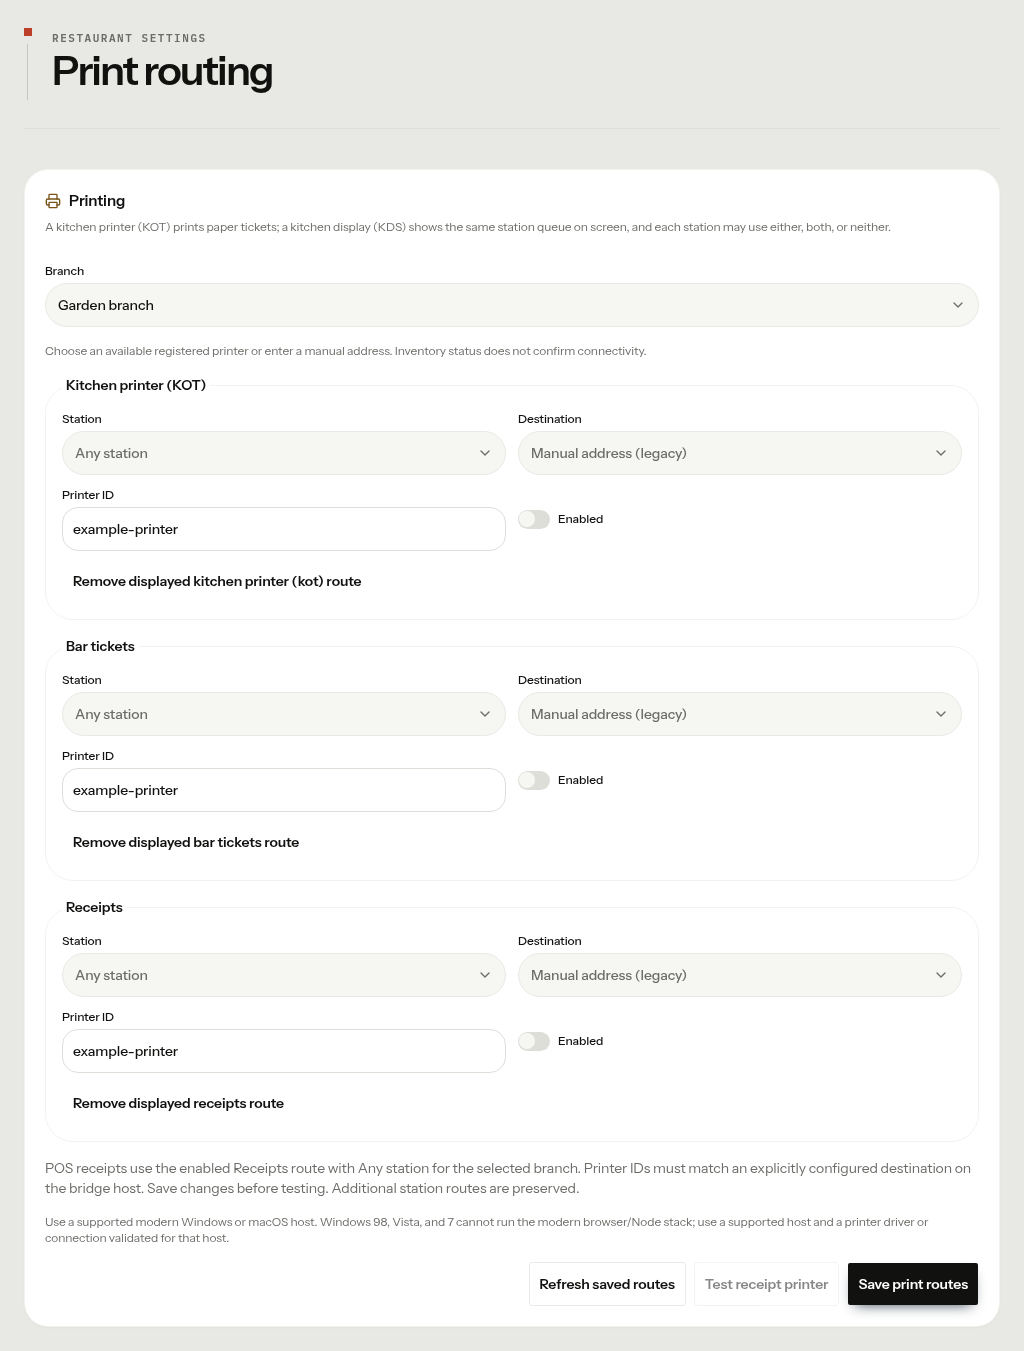 RESTAURANT SETTINGS
Print routing
Printing
A kitchen printer (KOT) prints paper tickets; a kitchen display (KDS) shows the same station queue on screen, and each station may use either, both, or neither.
Branch
Garden branch
Choose an available registered printer or enter a manual address. Inventory status does not confirm connectivity.
Kitchen printer (KOT)
Station
Destination
Any station
Manual address (legacy)
Printer ID
example-printer
Enabled
Remove displayed kitchen printer (kot) route
Bar tickets
Station
Destination
Any station
Manual address (legacy)
Printer ID
example-printer
Enabled
Remove displayed bar tickets route
Receipts
Station
Destination
Any station
Manual address (legacy)
Printer ID
example-printer
Enabled
Remove displayed receipts route
POS receipts use the enabled Receipts route with Any station for the selected branch. Printer IDs must match an explicitly configured destination on
the bridge host. Save changes before testing. Additional station routes are preserved.
Use a supported modern Windows or macOS host. Windows 98, Vista, and 7 cannot run the modern browser/Node stack; use a supported host and a printer driver or
connection validated for that host.
Refresh saved routes
Test receipt printer
Save print routes